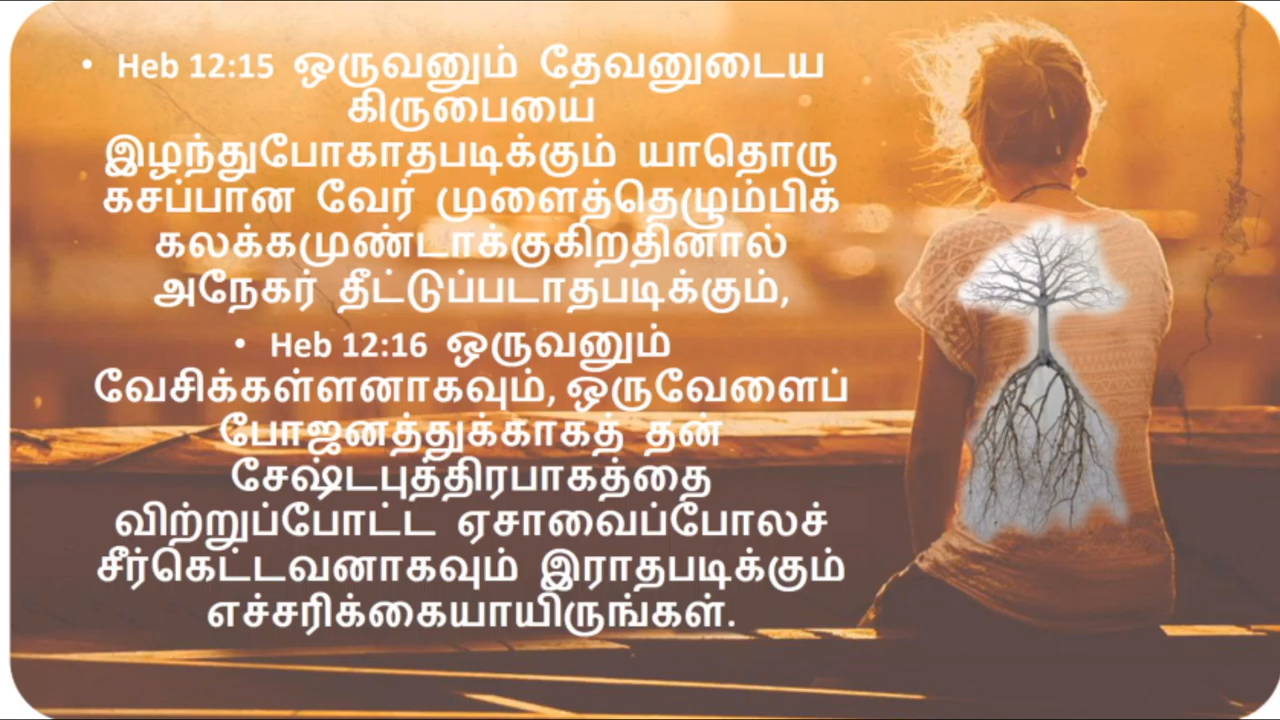 • Heb 12:15 ஒருவனும் தேவனுடைய
கிருபையை
இழந்துபோகாதபடிக்கும் யாதொரு
கசப்பான வேர் முளைத்தெழும்பிக்
கலக்கமுண்டாக்குகிறதினால்
அநேகர் தீட்டுப்படாதபடிக்கும்,
• Heb 12:16 ஒருவனும்
வேசிக்கள்ளனாகவும், ஒருவேளைப்
போஜனத்துக்காகத் தன்
சேஷ்டபுத்திரபாகத்தை
விற்றுப்போட்ட ஏசாவைப்போலச்
சீர்கெட்டவனாகவும் இராதபடிக்கும்
எச்சரிக்கையாயிருங்கள்.